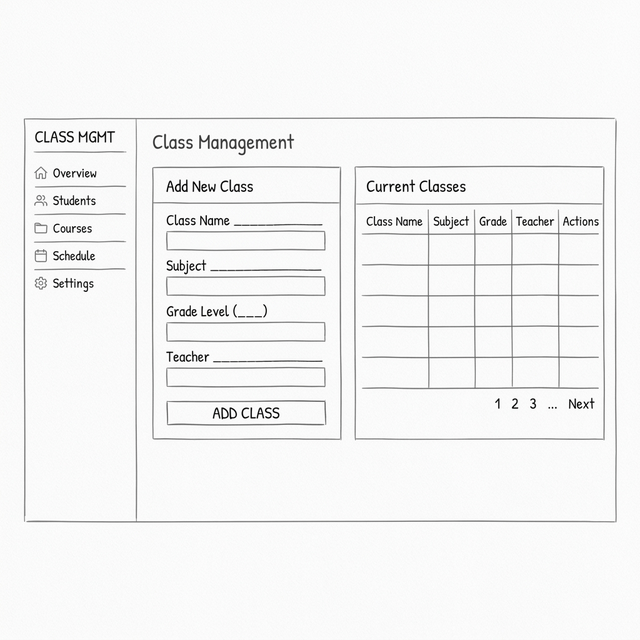 CLASS MGMT
Overview
Students
Courses
Schedule
Settings
Class Management
Add New Class
Class Name ____________
Subject _______________
Grade Level (___)
Teacher _______________
ADD CLASS
Current Classes
Class Name Subject Grade Teacher Actions
1 2 3 ... Next